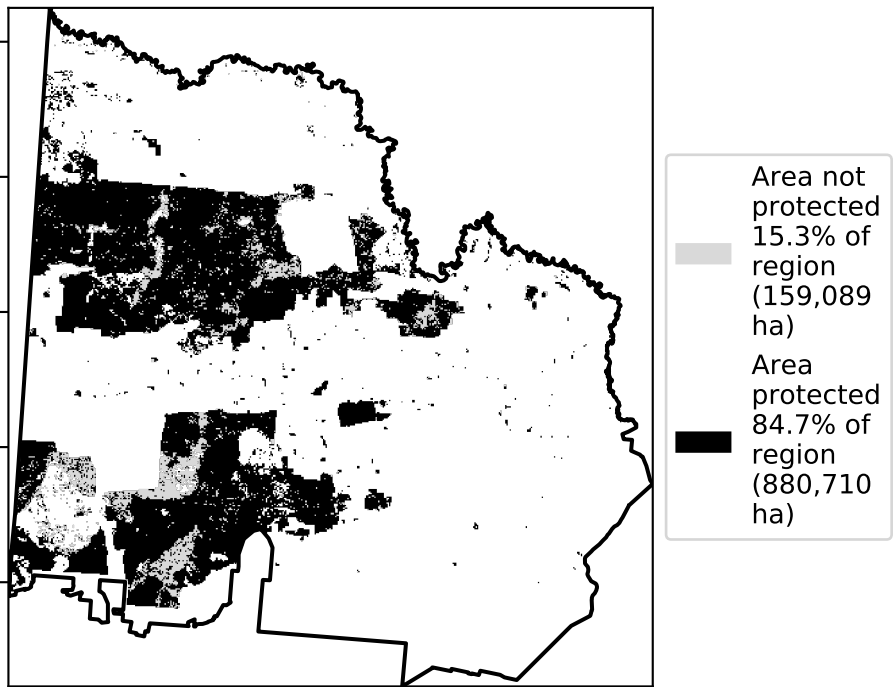 Area not
protected
15.3% of
region
(159,089
ha)
Area
protected
84.7% of
region
(880,710
ha)